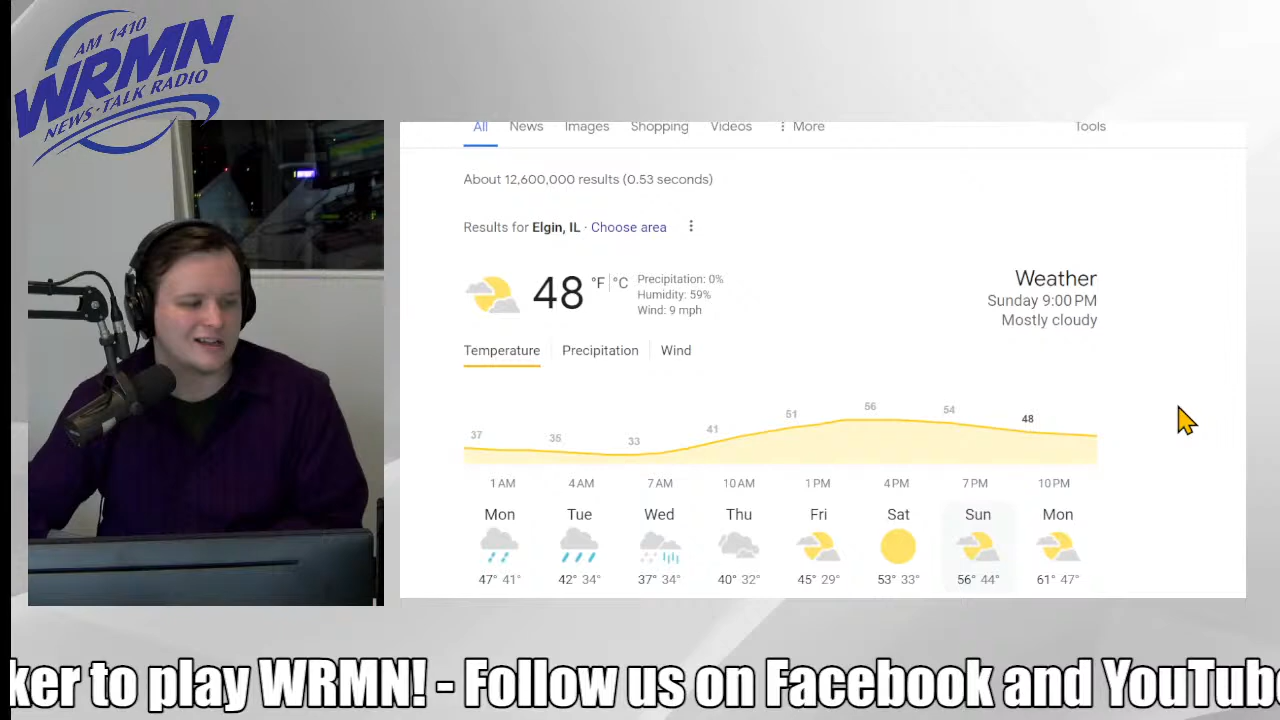 AM 1410
WRMN
NEWS·TALK RADIO
All News Images Shopping Videos More Tools
About 12,600,000 results (0.53 seconds)
Results for Elgin, IL · Choose area
48 °F °C
Precipitation: 0%
Humidity: 59%
Wind: 9 mph
Weather
Sunday 9:00 PM
Mostly cloudy
Temperature Precipitation Wind
37 35 33 41 51 56 54 48
1 AM 4 AM 7 AM 10 AM 1 PM 4 PM 7 PM 10 PM
Mon Tue Wed Thu Fri Sat Sun Mon
47° 41° 42° 34° 37° 34° 40° 32° 45° 29° 53° 33° 56° 44° 61° 47°
ker to play WRMN! - Follow us on Facebook and YouTube